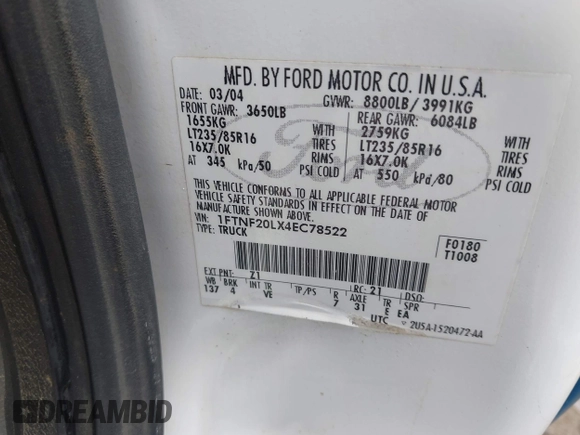 MFD. BY FORD MOTOR CO. IN U.S.A.
DATE: 03/04 GVWR: 8800LB/ 3991KG
FRONT GAWR: 3650LB REAR GAWR: 6084LB
1655KG WITH 2759KG WITH
LT235/85R16 TIRES LT235/85R16 TIRES
16X7.0K RIMS 16X7.0K RIMS
AT 345 kPa/50 PSI COLD AT 550 kPa/80 PSI COLD
THIS VEHICLE CONFORMS TO ALL APPLICABLE FEDERAL MOTOR
VEHICLE SAFETY STANDARDS IN EFFECT ON THE DATE OF
MANUFACTURE SHOWN ABOVE.
VIN: 1FTNF20LX4EC78522
TYPE: TRUCK
F0180
T1008
EXT PNT: Z1 RC: 21 DSO:
WB BRK INT TR TP/PS R AXLE TR SPR
137 4 VE 7 31 E EA
UTC
2USA-1520472-AA
Ford
DREAMBID.COM